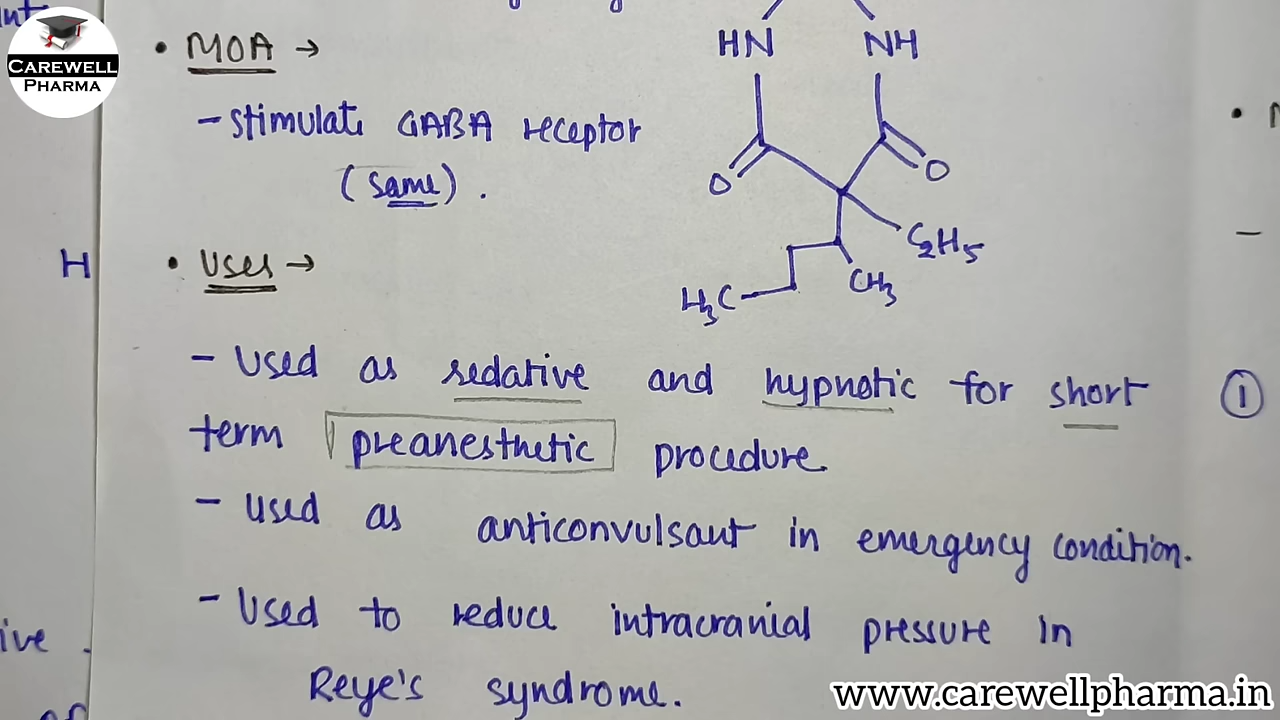 CAREWELL
PHARMA
• MOA →
- stimulate GABA receptor
(same).
HN NH
O O
C2H5
CH3
H3C
H
• Uses →
- Used as sedative and hypnotic for short
term preanesthetic procedure.
- Used as anticonvulsant in emergency condition.
- Used to reduce intracranial pressure in
Reye's syndrome.
①
ive.
www.carewellpharma.in